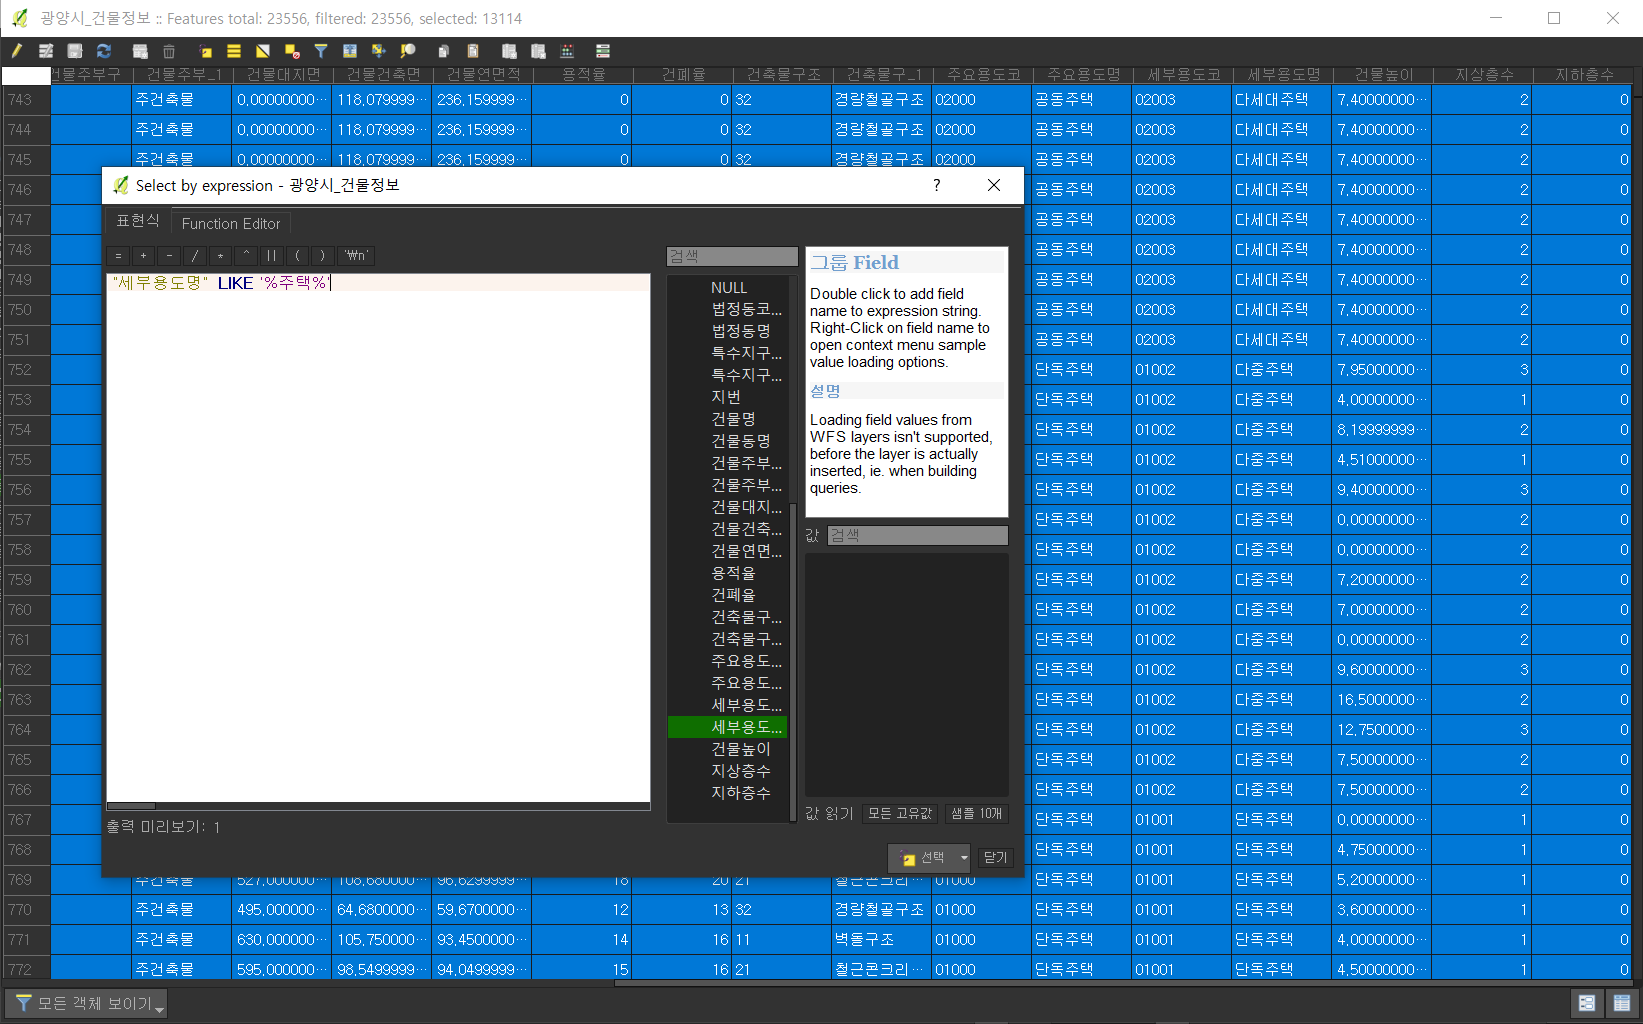 광양시_건물정보 :: Features total: 23556, filtered: 23556, selected: 13114
건물주부구 건물주부_1 건물대지면 건물건축면 건물연면적 용적율 건폐율 건축물구조 건축물구_1 주요용도코 주요용도명 세부용도코 세부용도명 건물높이 지상층수 지하층수
743 주건축물 0,00000000… 118,079999… 236,159999… 0 0 32 경량철골구조 02000 공동주택 02003 다세대주택 7,40000000… 2 0
744 주건축물 0,00000000… 118,079999… 236,159999… 0 0 32 경량철골구조 02000 공동주택 02003 다세대주택 7,40000000… 2 0
745 주건축물 0,00000000… 118,079999… 236,159999… 0 0 32 경량철골구조 02000 공동주택 02003 다세대주택 7,40000000… 2 0
746 공동주택 02003 다세대주택 7,40000000… 2 0
747 공동주택 02003 다세대주택 7,40000000… 2 0
748 공동주택 02003 다세대주택 7,40000000… 2 0
749 공동주택 02003 다세대주택 7,40000000… 2 0
750 공동주택 02003 다세대주택 7,40000000… 2 0
751 공동주택 02003 다세대주택 7,40000000… 2 0
752 단독주택 01002 다중주택 7,95000000… 3 0
753 단독주택 01002 다중주택 4,00000000… 1 0
754 단독주택 01002 다중주택 8,19999999… 2 0
755 단독주택 01002 다중주택 4,51000000… 1 0
756 단독주택 01002 다중주택 9,40000000… 3 0
757 단독주택 01002 다중주택 0,00000000… 2 0
758 단독주택 01002 다중주택 0,00000000… 2 0
759 단독주택 01002 다중주택 7,20000000… 2 0
760 단독주택 01002 다중주택 7,00000000… 2 0
761 단독주택 01002 다중주택 0,00000000… 2 0
762 단독주택 01002 다중주택 9,60000000… 3 0
763 단독주택 01002 다중주택 16,5000000… 2 0
764 단독주택 01002 다중주택 12,7500000… 3 0
765 단독주택 01002 다중주택 7,50000000… 2 0
766 단독주택 01002 다중주택 7,50000000… 2 0
767 단독주택 01001 단독주택 0,00000000… 1 0
768 단독주택 01001 단독주택 4,75000000… 1 0
769 주건축물 527,000000… 108,680000… 96,6299999… 18 20 21 철근콘크리… 01000 단독주택 01001 단독주택 5,20000000… 1 0
770 주건축물 495,000000… 64,6800000… 59,6700000… 12 13 32 경량철골구조 01000 단독주택 01001 단독주택 3,60000000… 1 0
771 주건축물 630,000000… 105,750000… 93,4500000… 14 16 11 벽돌구조 01000 단독주택 01001 단독주택 4,00000000… 1 0
772 주건축물 595,000000… 98,5499999… 94,0499999… 15 16 21 철근콘크리… 01000 단독주택 01001 단독주택 4,50000000… 1 0
Select by expression - 광양시_건물정보 ?
표현식 Function Editor
= + - / * ^ || ( ) '₩n'
"세부용도명" LIKE '%주택%'
출력 미리보기: 1
검색
NULL
법정동코...
법정동명
특수지구...
특수지구...
지번
건물명
건물동명
건물주부...
건물주부...
건물대지...
건물건축...
건물연면...
용적율
건폐율
건축물구...
건축물구...
주요용도...
주요용도...
세부용도...
세부용도...
건물높이
지상층수
지하층수
그룹 Field
Double click to add field
name to expression string.
Right-Click on field name to
open context menu sample
value loading options.
설명
Loading field values from
WFS layers isn't supported,
before the layer is actually
inserted, ie. when building
queries.
값 검색
값 읽기 모든 고유값 샘플 10개
선택 닫기
모든 객체 보이기